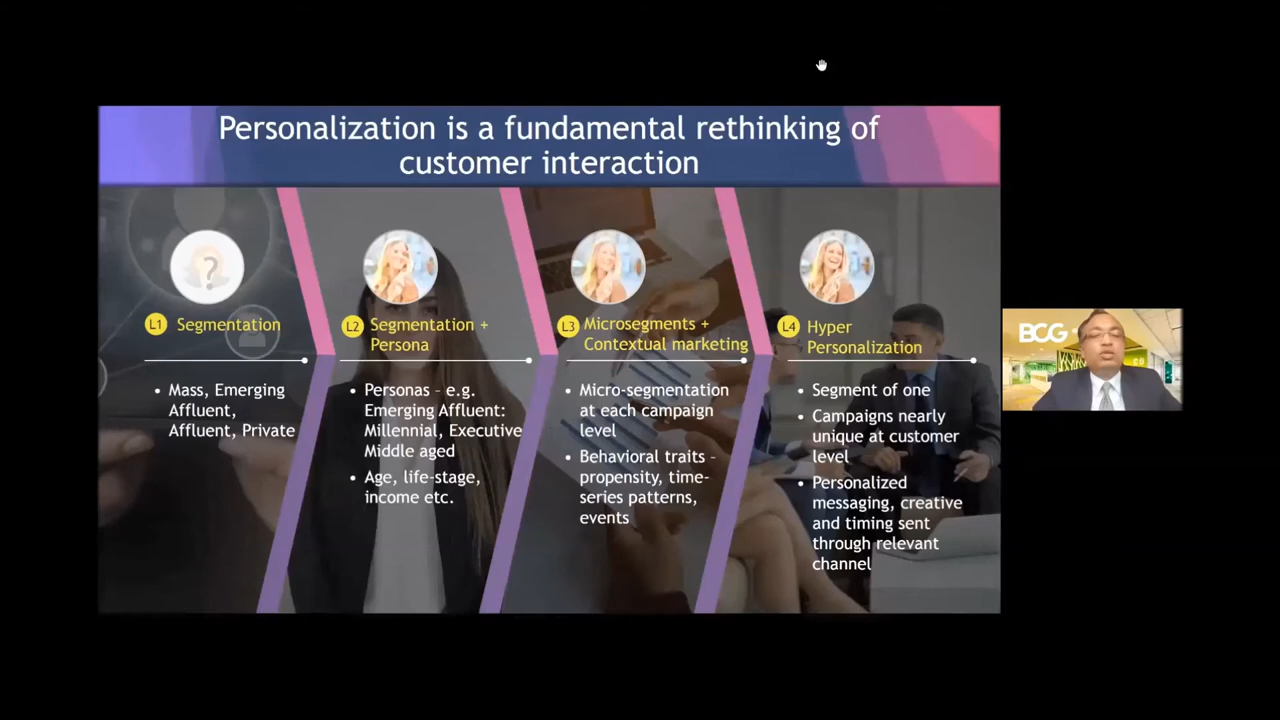 Personalization is a fundamental rethinking of
customer interaction
?
L1 Segmentation
• Mass, Emerging
Affluent,
Affluent, Private
L2 Segmentation +
Persona
• Personas – e.g.
Emerging Affluent:
Millennial, Executive
Middle aged
• Age, life-stage,
income etc.
L3 Microsegments +
Contextual marketing
• Micro-segmentation
at each campaign
level
• Behavioral traits –
propensity, time-
series patterns,
events
L4 Hyper
Personalization
• Segment of one
• Campaigns nearly
unique at customer
level
• Personalized
messaging, creative
and timing sent
through relevant
channel
BCG